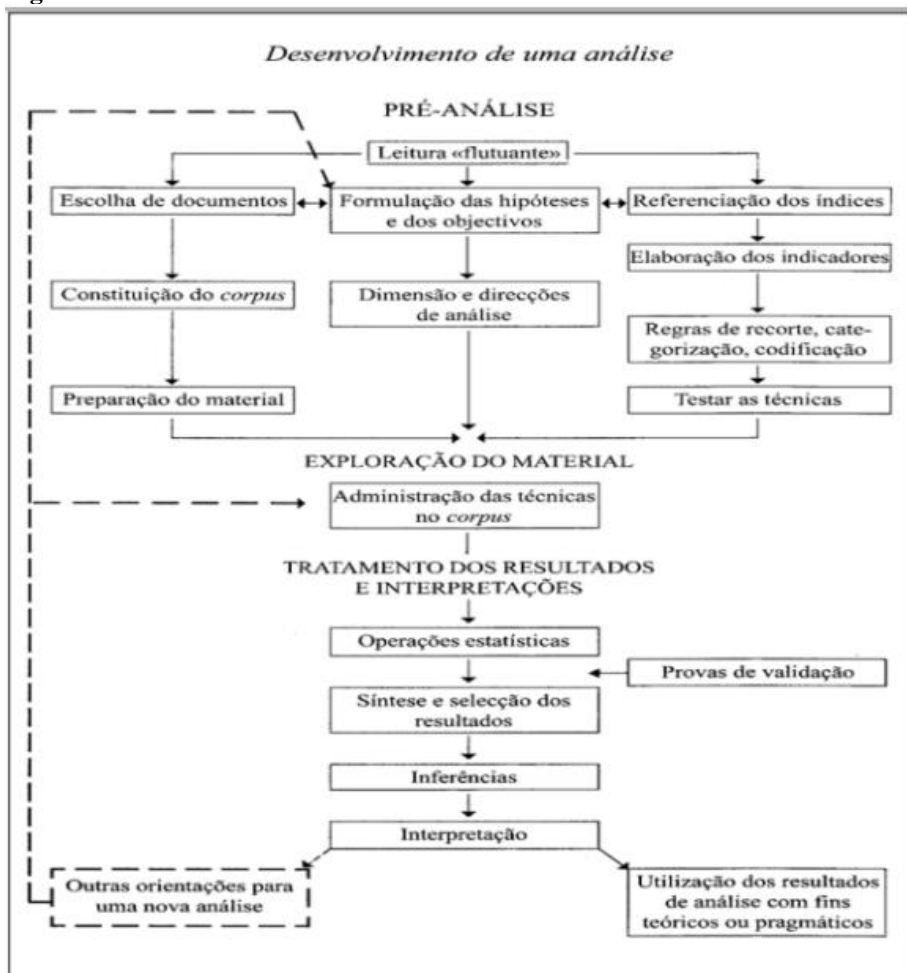 Desenvolvimento de uma análise
PRÉ-ANÁLISE
Leitura «flutuante»
Escolha de documentos
Formulação das hipóteses
e dos objectivos
Referenciação dos índices
Elaboração dos indicadores
Constituição do corpus
Dimensão e direcções
de análise
Regras de recorte, cate-
gorização, codificação
Preparação do material
Testar as técnicas
EXPLORAÇÃO DO MATERIAL
Administração das técnicas
no corpus
TRATAMENTO DOS RESULTADOS
E INTERPRETAÇÕES
Operações estatísticas
Provas de validação
Síntese e selecção dos
resultados
Inferências
Interpretação
Outras orientações para
uma nova análise
Utilização dos resultados
de análise com fins
teóricos ou pragmáticos